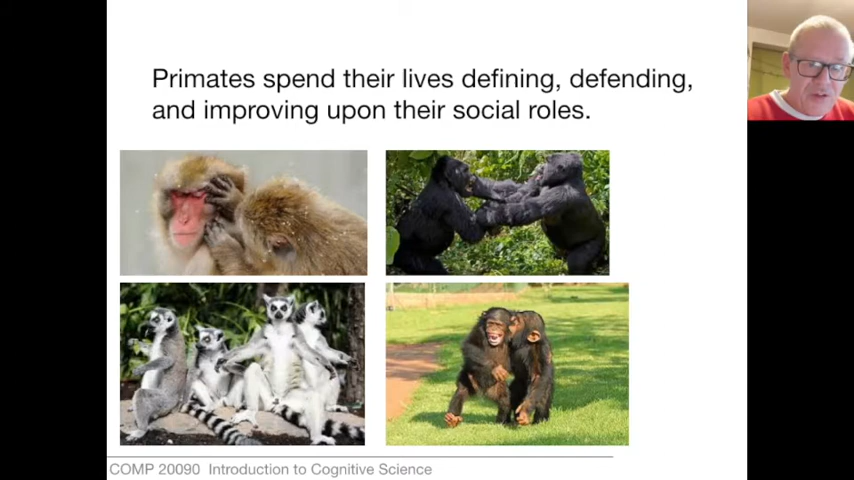 Primates spend their lives defining, defending,
and improving upon their social roles.
COMP 20090 Introduction to Cognitive Science